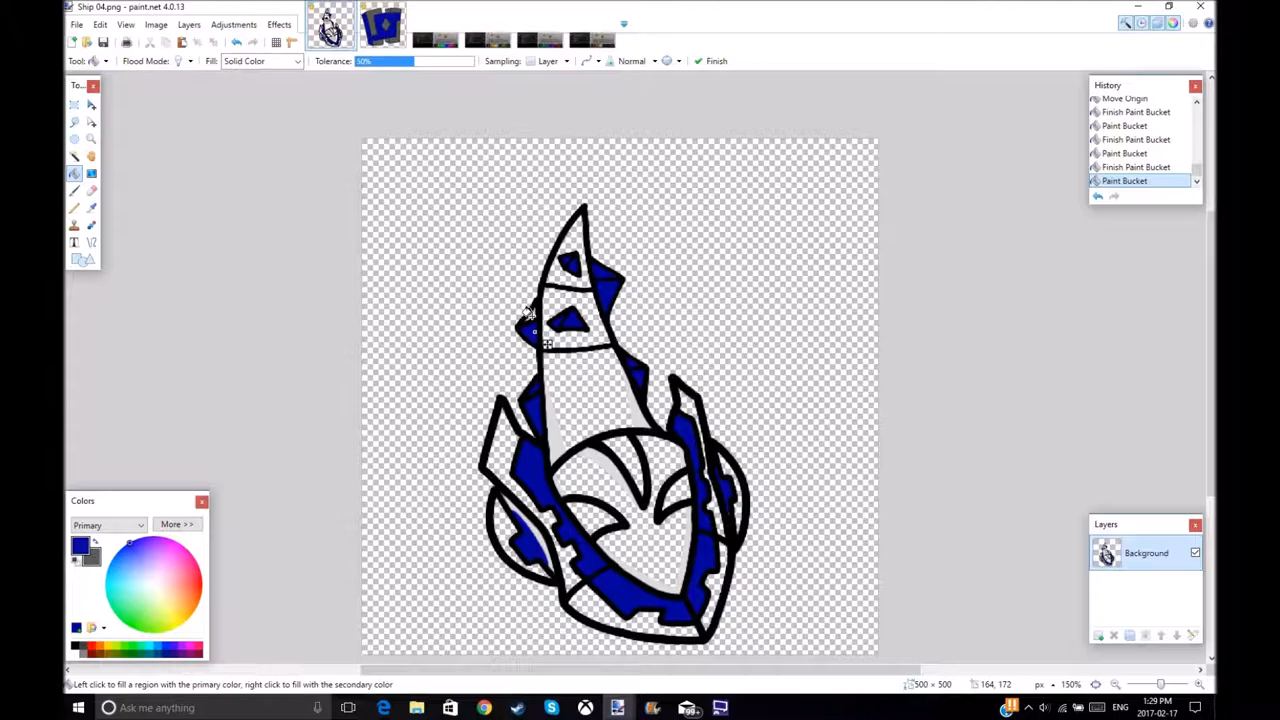 Ship 04.png - paint.net 4.0.13
File Edit View Image Layers Adjustments Effects
Tool: Flood Mode: Fill: Solid Color Tolerance: 50% Sampling: Layer Normal Finish
To...
History
Move Origin
Finish Paint Bucket
Paint Bucket
Finish Paint Bucket
Paint Bucket
Finish Paint Bucket
Paint Bucket
Colors
Primary
More >>
Layers
Background
Left click to fill a region with the primary color, right click to fill with the secondary color
500 × 500
164, 172
px
150%
Ask me anything
99+
1:29 PM
2017-02-17